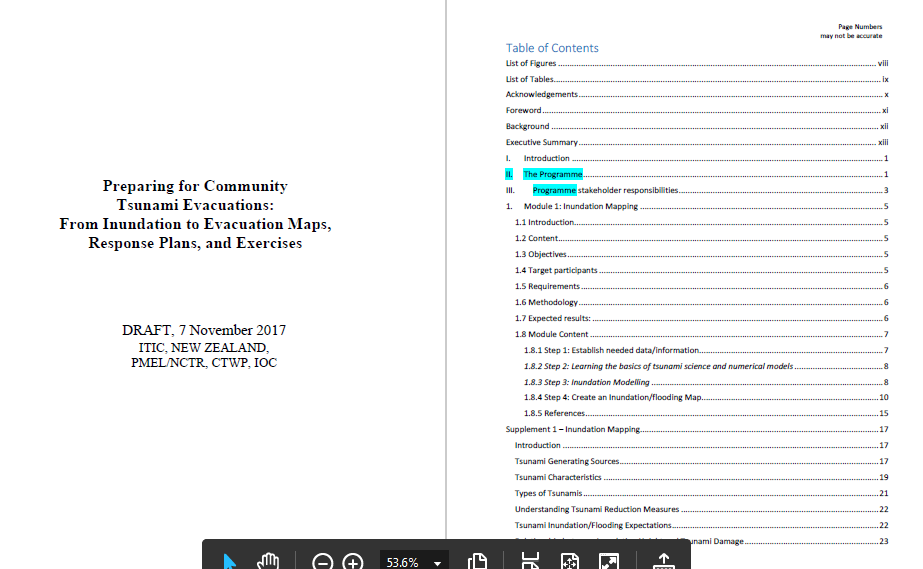 Preparing for Community
Tsunami Evacuations:
From Inundation to Evacuation Maps,
Response Plans, and Exercises
DRAFT, 7 November 2017
ITIC, NEW ZEALAND,
PMEL/NCTR, CTWP, IOC
Page Numbers
may not be accurate
Table of Contents
List of Figures ........ viii
List of Tables ........ ix
Acknowledgements ........ x
Foreword ........ xi
Background ........ xii
Executive Summary ........ xiii
I. Introduction ........ 1
II. The Programme ........ 1
III. Programme stakeholder responsibilities ........ 3
1. Module 1: Inundation Mapping ........ 5
1.1 Introduction ........ 5
1.2 Content ........ 5
1.3 Objectives ........ 5
1.4 Target participants ........ 5
1.5 Requirements ........ 6
1.6 Methodology ........ 6
1.7 Expected results: ........ 6
1.8 Module Content ........ 7
1.8.1 Step 1: Establish needed data/information ........ 7
1.8.2 Step 2: Learning the basics of tsunami science and numerical models ........ 8
1.8.3 Step 3: Inundation Modelling ........ 8
1.8.4 Step 4: Create an Inundation/flooding Map ........ 10
1.8.5 References ........ 15
Supplement 1 – Inundation Mapping ........ 17
Introduction ........ 17
Tsunami Generating Sources ........ 17
Tsunami Characteristics ........ 19
Types of Tsunamis ........ 21
Understanding Tsunami Reduction Measures ........ 22
Tsunami Inundation/Flooding Expectations ........ 22
Tsunami Damage ........ 23
53.6%